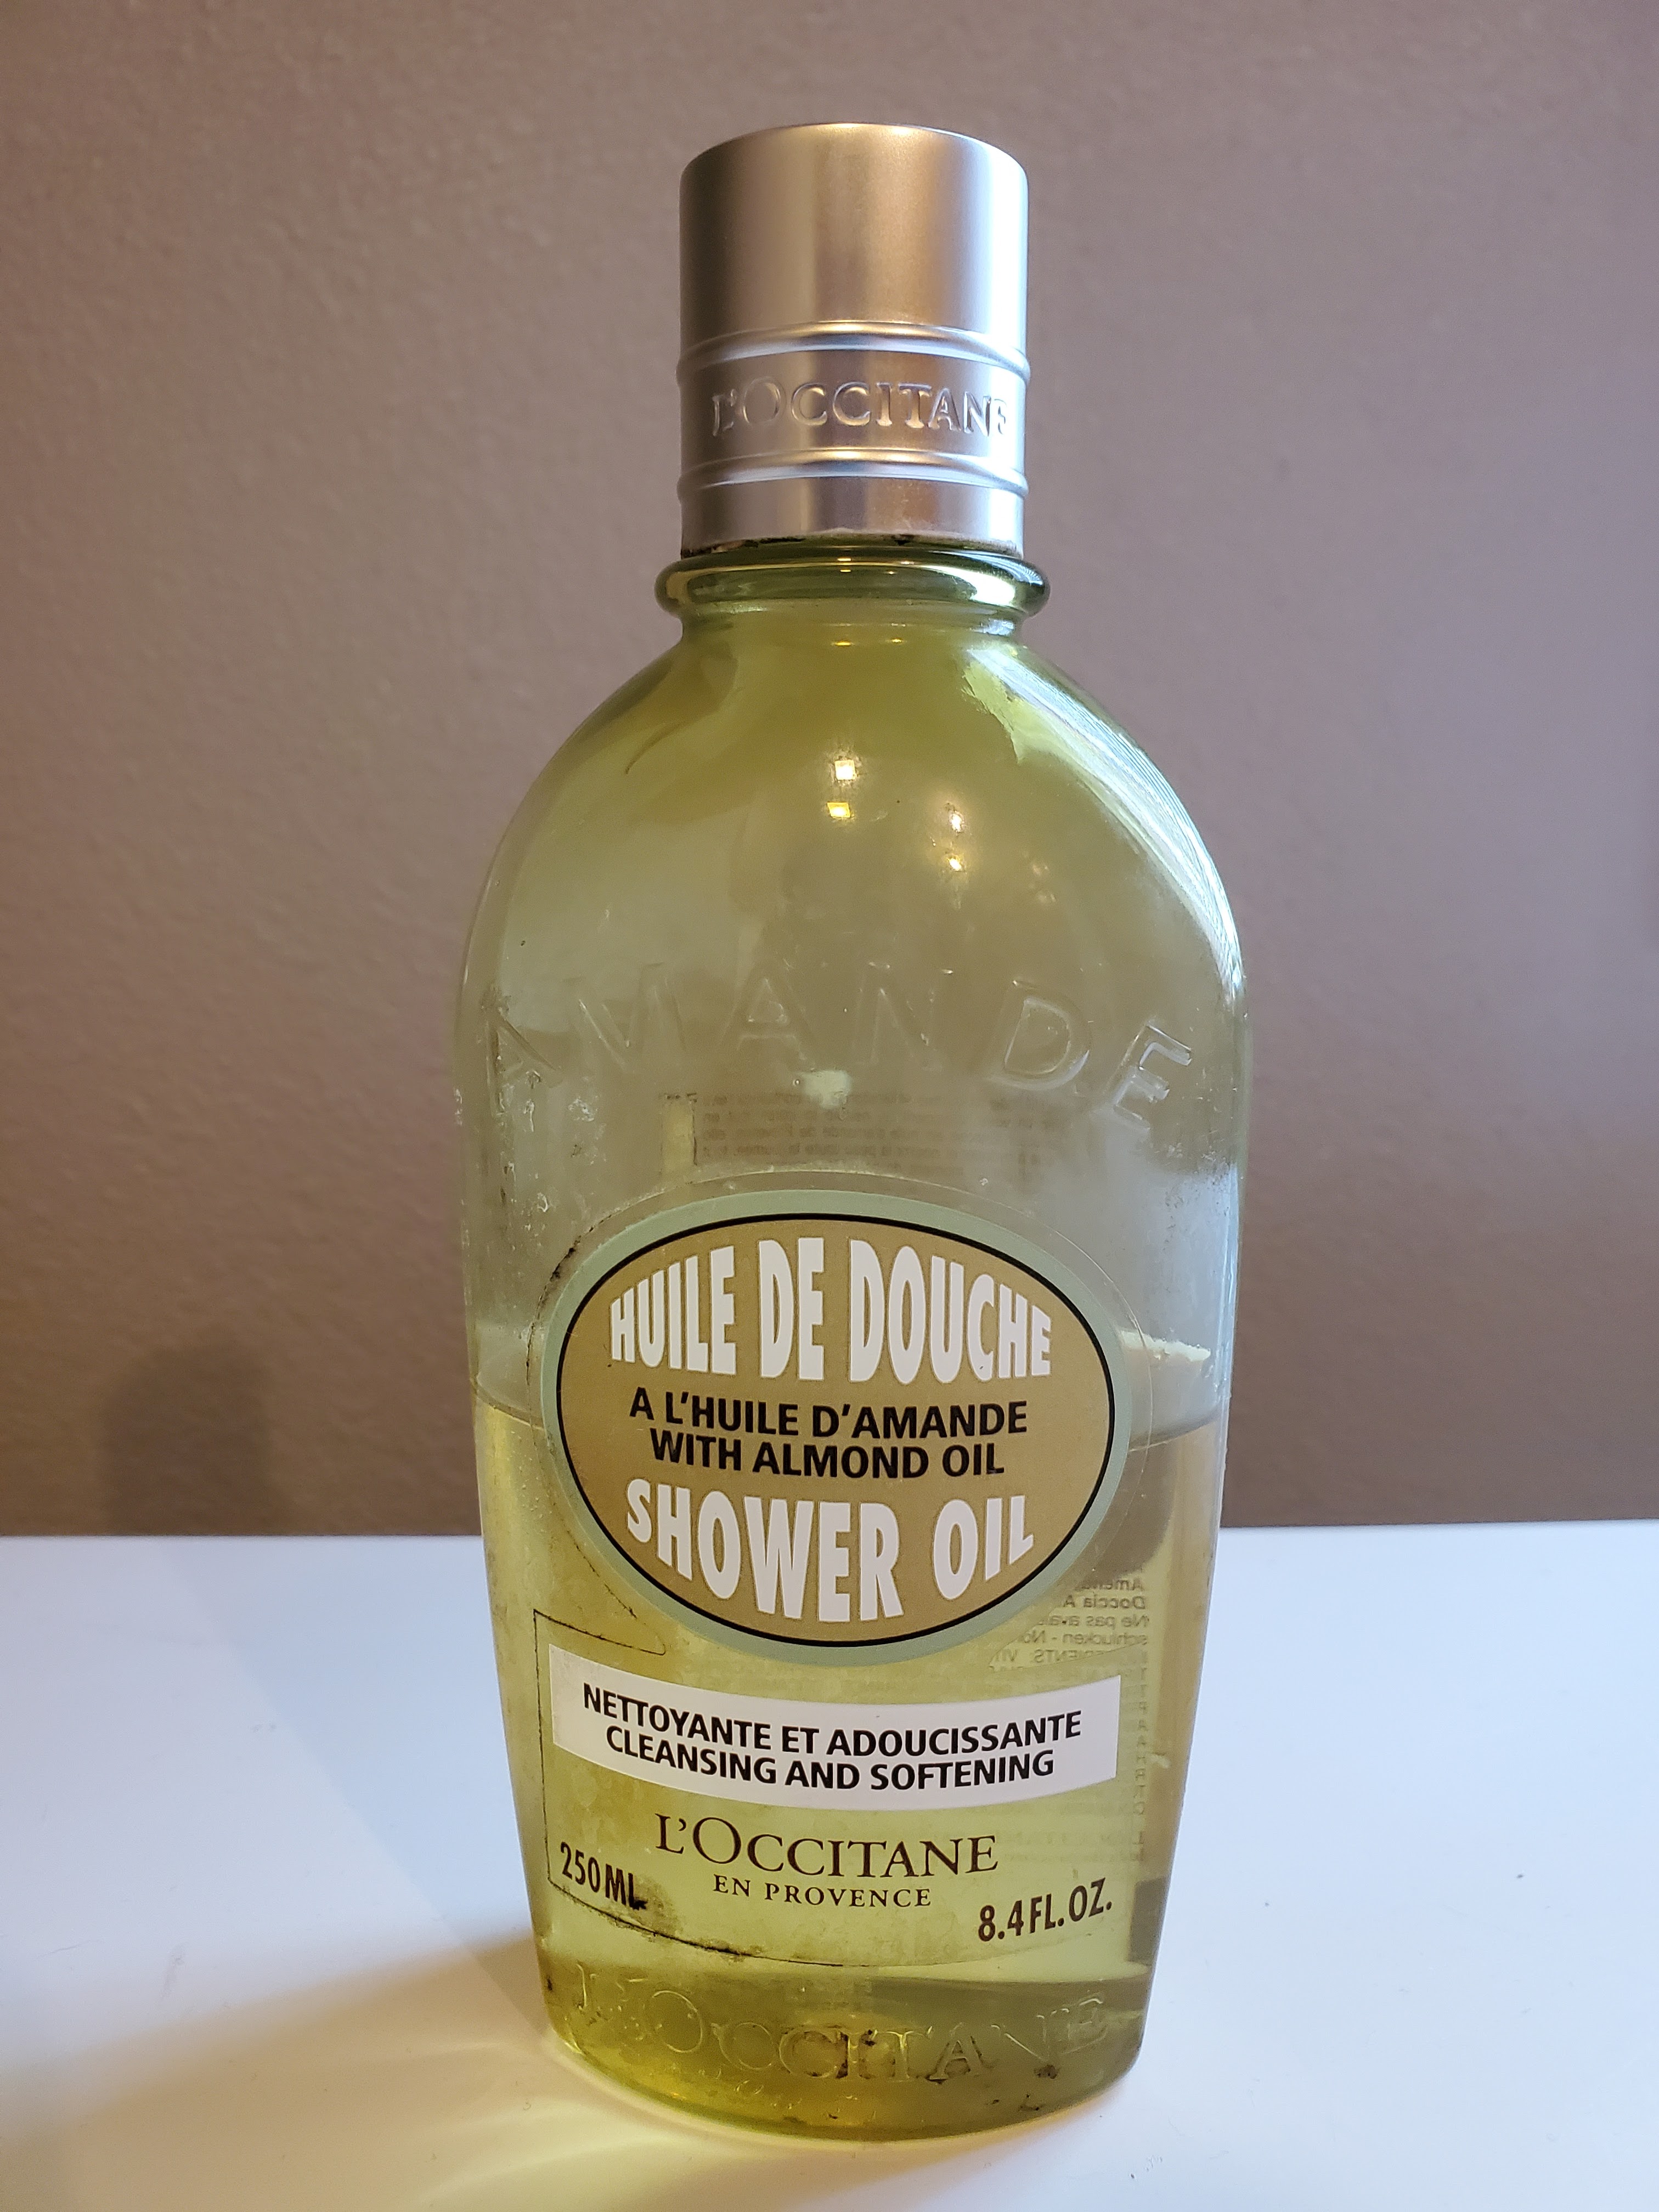 L'OCCITANE
AMANDE
HUILE DE DOUCHE
A L'HUILE D'AMANDE
WITH ALMOND OIL
SHOWER OIL
NETTOYANTE ET ADOUCISSANTE
CLEANSING AND SOFTENING
L'OCCITANE
EN PROVENCE
250ML
8.4FL.OZ.
L'OCCITANE